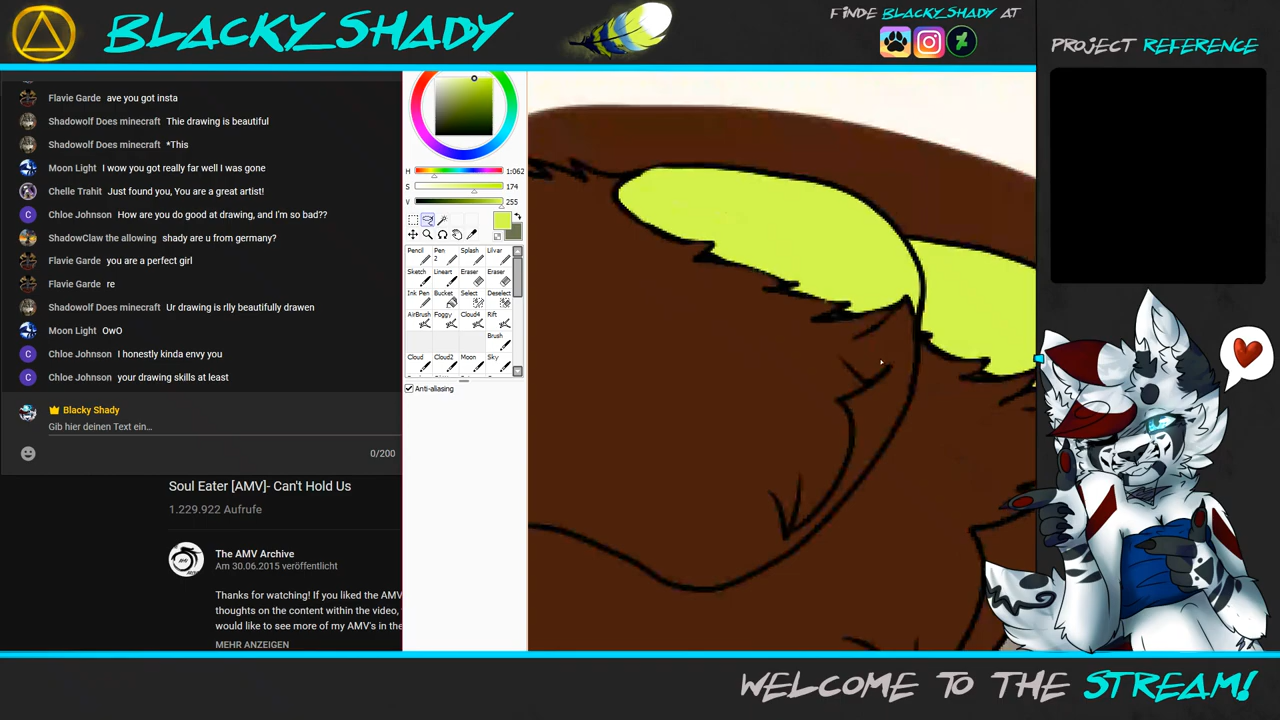 BLACKY_SHADY
FINDE BLACKY_SHADY AT
PROJECT REFERENCE
Flavie Garde ave you got insta
Shadowolf Does minecraft Thie drawing is beautiful
Shadowolf Does minecraft *This
Moon Light I wow you got really far well I was gone
Chelle Trahit Just found you, You are a great artist!
Chloe Johnson How are you do good at drawing, and I'm so bad??
ShadowClaw the allowing shady are u from germany?
Flavie Garde you are a perfect girl
Flavie Garde re
Shadowolf Does minecraft Ur drawing is rlly beautifully drawen
Moon Light OwO
Chloe Johnson I honestly kinda envy you
Chloe Johnson your drawing skills at least
Blacky Shady
Gib hier deinen Text ein...
0/200
Soul Eater [AMV]- Can't Hold Us
1.229.922 Aufrufe
The AMV Archive
Am 30.06.2015 veröffentlicht
Thanks for watching! If you liked the AMV
thoughts on the content within the video,
would like to see more of my AMV's in the
MEHR ANZEIGEN
H 1:062
S 174
V 255
Pencil Pen 2 Splash Lilvar
Sketch Lineart Eraser Eraser
Ink Pen Bucket Select Deselect
AirBrush Foggy Cloud4 Rift
Brush
Cloud Cloud2 Moon Sky
Anti-aliasing
WELCOME TO THE STREAM!